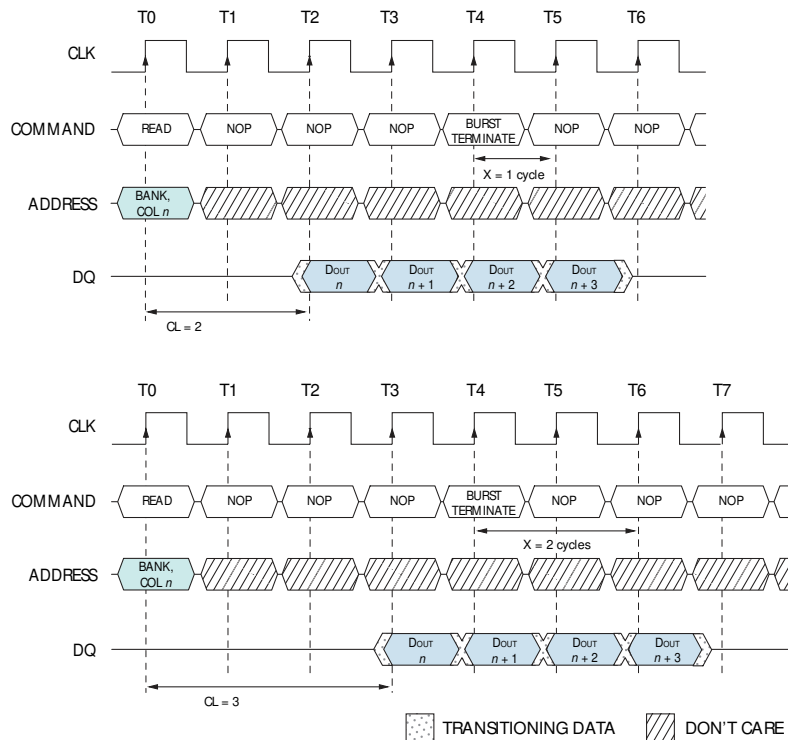 T0 T1 T2 T3 T4 T5 T6
CLK
COMMAND READ NOP NOP NOP BURST TERMINATE NOP NOP
X = 1 cycle
ADDRESS BANK, COL n
DQ DOUT n DOUT n + 1 DOUT n + 2 DOUT n + 3
CL = 2
T0 T1 T2 T3 T4 T5 T6 T7
CLK
COMMAND READ NOP NOP NOP BURST TERMINATE NOP NOP NOP
X = 2 cycles
ADDRESS BANK, COL n
DQ DOUT n DOUT n + 1 DOUT n + 2 DOUT n + 3
CL = 3
TRANSITIONING DATA DON'T CARE